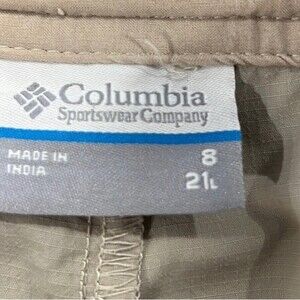 Columbia
Sportswear Company
MADE IN
INDIA
8
21L